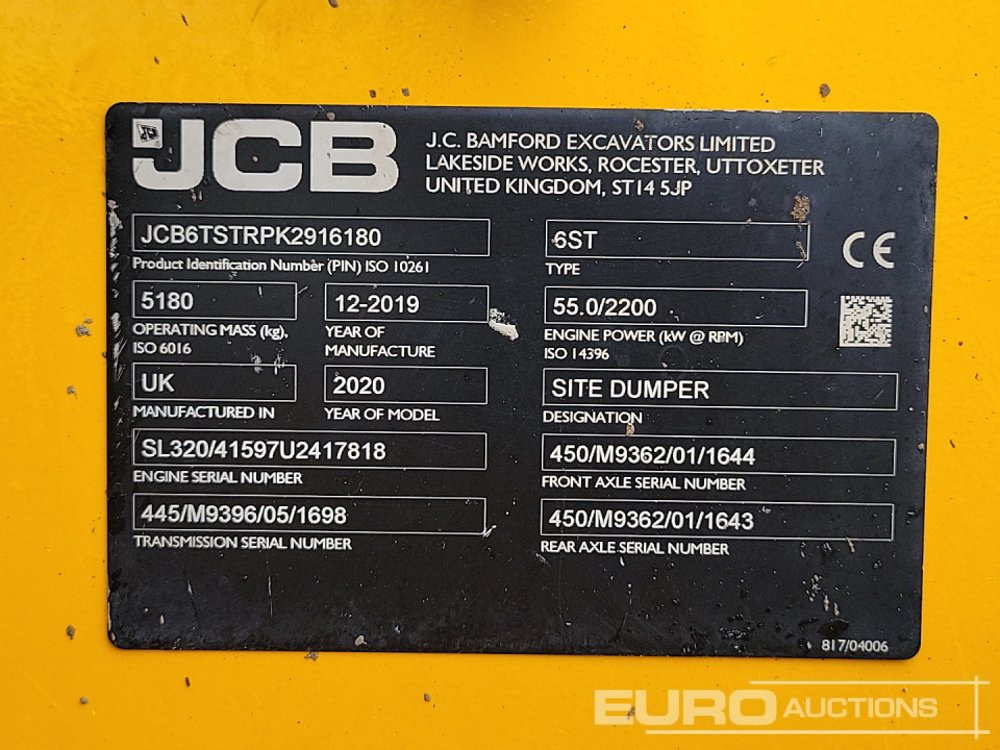 JCB
J.C. BAMFORD EXCAVATORS LIMITED
LAKESIDE WORKS, ROCESTER, UTTOXETER
UNITED KINGDOM, ST14 5JP
JCB6TSTRPK2916180
Product Identification Number (PIN) ISO 10261
6ST
TYPE
CE
5180
OPERATING MASS (kg),
ISO 6016
12-2019
YEAR OF
MANUFACTURE
55.0/2200
ENGINE POWER (kW @ RPM)
ISO 14396
UK
MANUFACTURED IN
2020
YEAR OF MODEL
SITE DUMPER
DESIGNATION
SL320/41597U2417818
ENGINE SERIAL NUMBER
450/M9362/01/1644
FRONT AXLE SERIAL NUMBER
445/M9396/05/1698
TRANSMISSION SERIAL NUMBER
450/M9362/01/1643
REAR AXLE SERIAL NUMBER
817/04006
EURO AUCTIONS